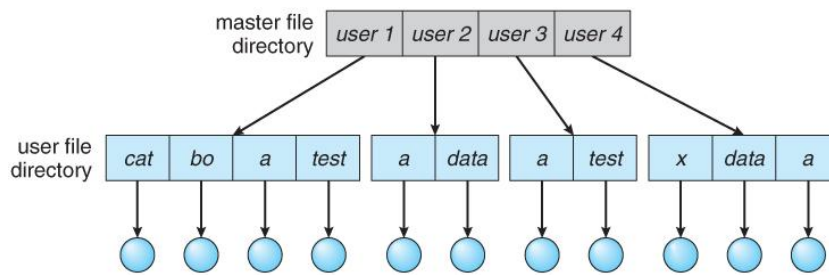 master file
directory
user 1 user 2 user 3 user 4
user file
directory
cat bo a test a data a test x data a